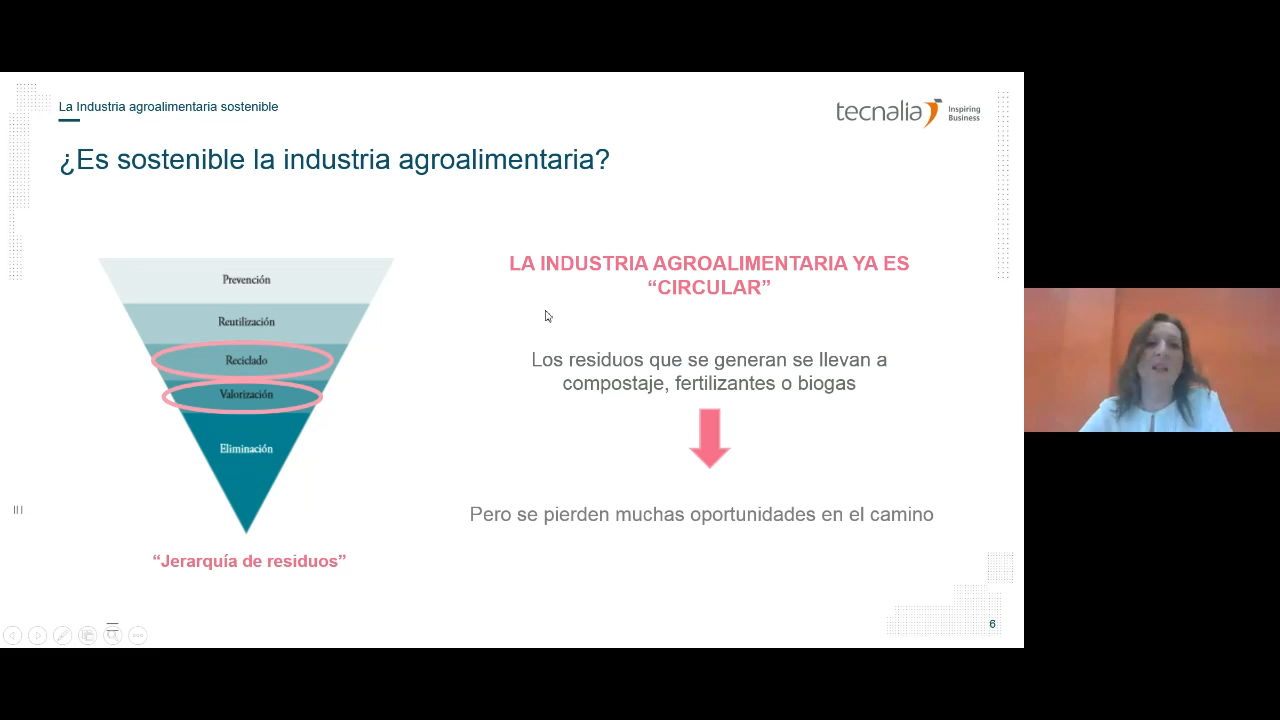 La Industria agroalimentaria sostenible
tecnalia
Inspiring
Business
¿Es sostenible la industria agroalimentaria?
Prevención
Reutilización
Reciclado
Valorización
Eliminación
“Jerarquía de residuos”
LA INDUSTRIA AGROALIMENTARIA YA ES
“CIRCULAR”
Los residuos que se generan se llevan a
compostaje, fertilizantes o biogas
Pero se pierden muchas oportunidades en el camino
6